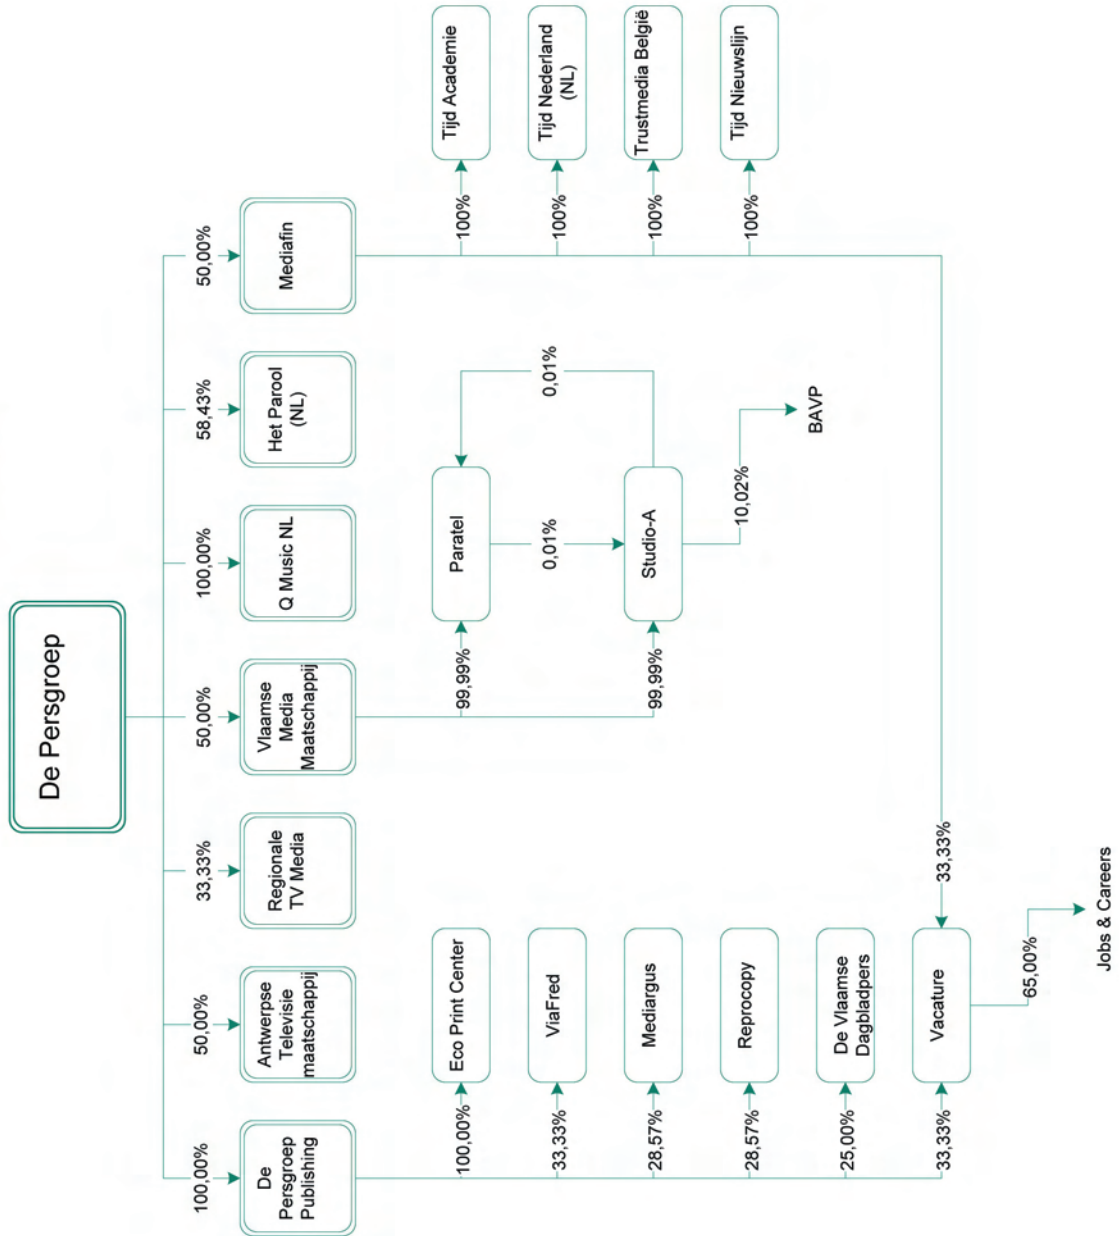 De Persgroep
100,00%
50,00%
33,33%
50,00%
100,00%
58,43%
50,00%
De
Persgroep
Publishing
Antwerpse
Televisie
maatschappij
Regionale
TV Media
Vlaamse
Media
Maatschappij
Q Music NL
Het Parool
(NL)
Mediafin
100,00%
Eco Print Center
33,33%
ViaFred
28,57%
Mediargus
28,57%
Reprocopy
25,00%
De Vlaamse
Dagbladpers
33,33%
Vacature
33,33%
65,00%
Jobs & Careers
99,99%
Paratel
0,01%
0,01%
99,99%
Studio-A
10,02%
BAVP
100%
Tijd Academie
100%
Tijd Nederland
(NL)
100%
Trustmedia België
100%
Tijd Nieuwslijn